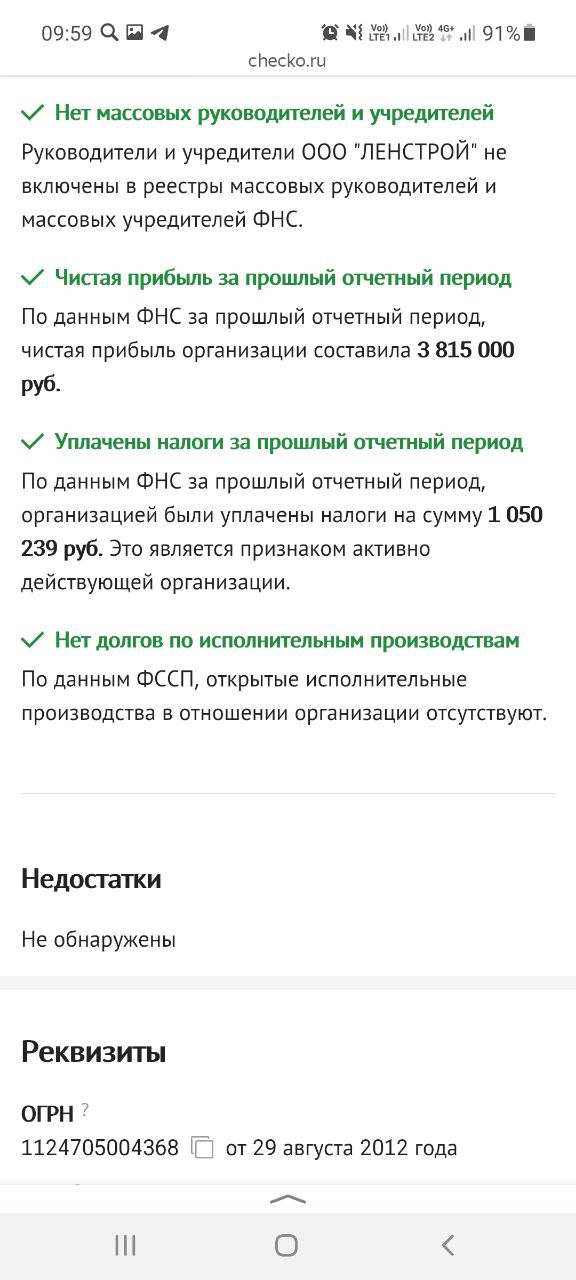 09:59
Vo)) LTE1 Vo)) LTE2 4G+ 91%
checko.ru
Нет массовых руководителей и учредителей
Руководители и учредители ООО "ЛЕНСТРОЙ" не
включены в реестры массовых руководителей и
массовых учредителей ФНС.
Чистая прибыль за прошлый отчетный период
По данным ФНС за прошлый отчетный период,
чистая прибыль организации составила 3 815 000
руб.
Уплачены налоги за прошлый отчетный период
По данным ФНС за прошлый отчетный период,
организацией были уплачены налоги на сумму 1 050
239 руб. Это является признаком активно
действующей организации.
Нет долгов по исполнительным производствам
По данным ФССП, открытые исполнительные
производства в отношении организации отсутствуют.
Недостатки
Не обнаружены
Реквизиты
ОГРН ?
1124705004368 от 29 августа 2012 года